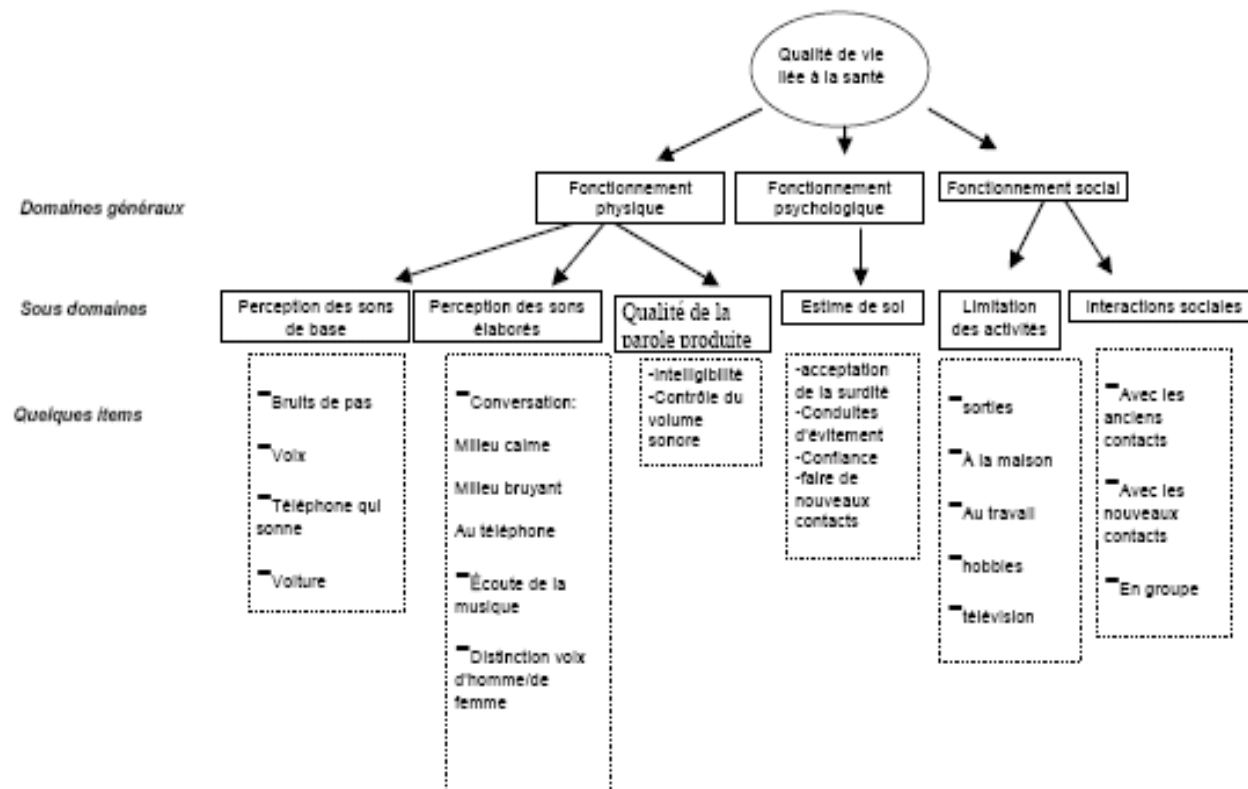 Qualité de vie
liée à la santé
Domaines généraux
Fonctionnement
physique
Fonctionnement
psychologique
Fonctionnement social
Sous domaines
Perception des sons
de base
Perception des sons
élaborés
Qualité de la
parole produite
Estime de soi
Limitation
des activités
Interactions sociales
Quelques items
-Bruits de pas
-Voix
-Téléphone qui
sonne
-Voiture
-Conversation:
Milieu calme
Milieu bruyant
Au téléphone
-Écoute de la
musique
-Distinction voix
d'homme/de
femme
-Intelligibilité
-Contrôle du
volume
sonore
-acceptation
de la surdité
-Conduites
d'évitement
-Confiance
-faire de
nouveaux
contacts
-sorties
-À la maison
-Au travail
-hobbies
-télévision
-Avec les
anciens
contacts
-Avec les
nouveaux
contacts
-En groupe